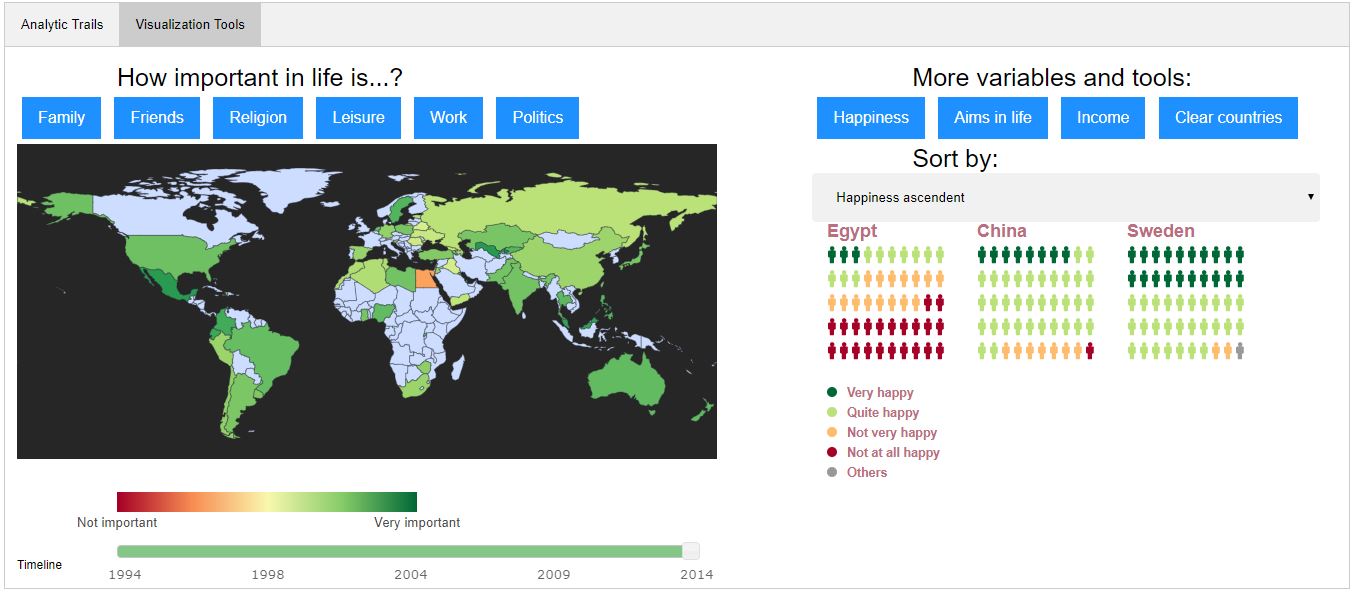 Analytic Trails Visualization Tools
How important in life is...?
Family Friends Religion Leisure Work Politics
Not important Very important
Timeline
1994 1998 2004 2009 2014
More variables and tools:
Happiness Aims in life Income Clear countries
Sort by:
Happiness ascendent
Egypt China Sweden
Very happy
Quite happy
Not very happy
Not at all happy
Others